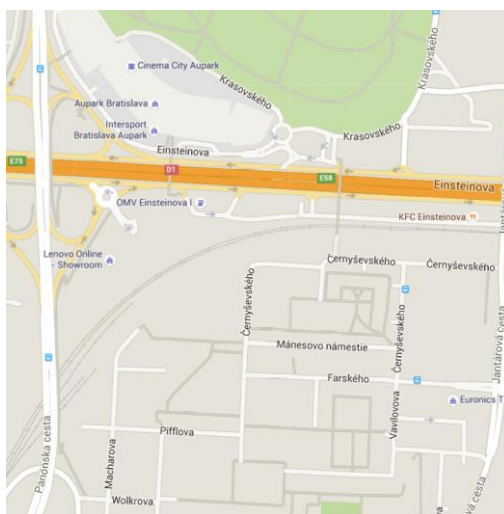 Cinema City Aupark
Krasovského
Krasovského
Aupark Bratislava
Intersport
Bratislava Aupark
Krasovského
Einsteinova
E75
D1
E58
Einsteinova
OMV Einsteinova I
KFC Einsteinova
Jantárova
Lenovo Online
- Showroom
Černyševského
Černyševského
Černyševského
Černyševského
Mánesovo námestie
Jantárová cesta
Farského
Euronics T
Pifflova
Vavilovova
Macharova
Panónska cesta
Wolkrova